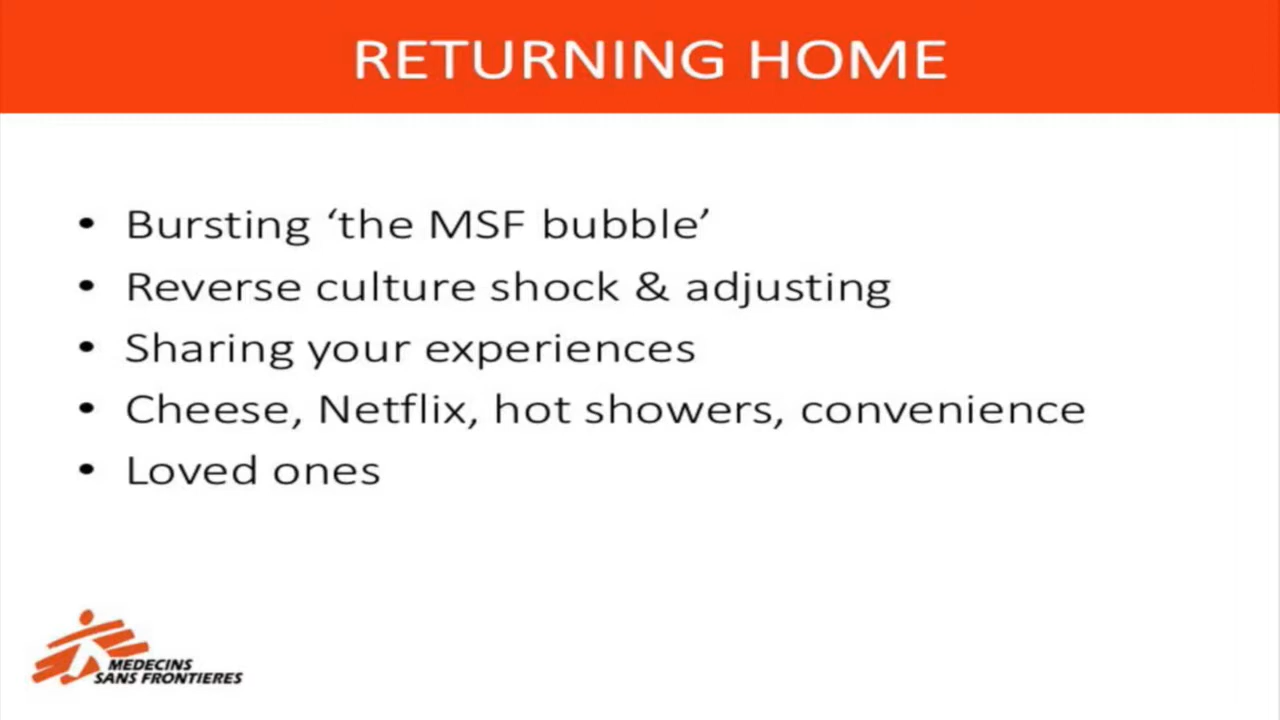 RETURNING HOME
• Bursting ‘the MSF bubble’
• Reverse culture shock & adjusting
• Sharing your experiences
• Cheese, Netflix, hot showers, convenience
• Loved ones
MEDECINS
SANS FRONTIERES